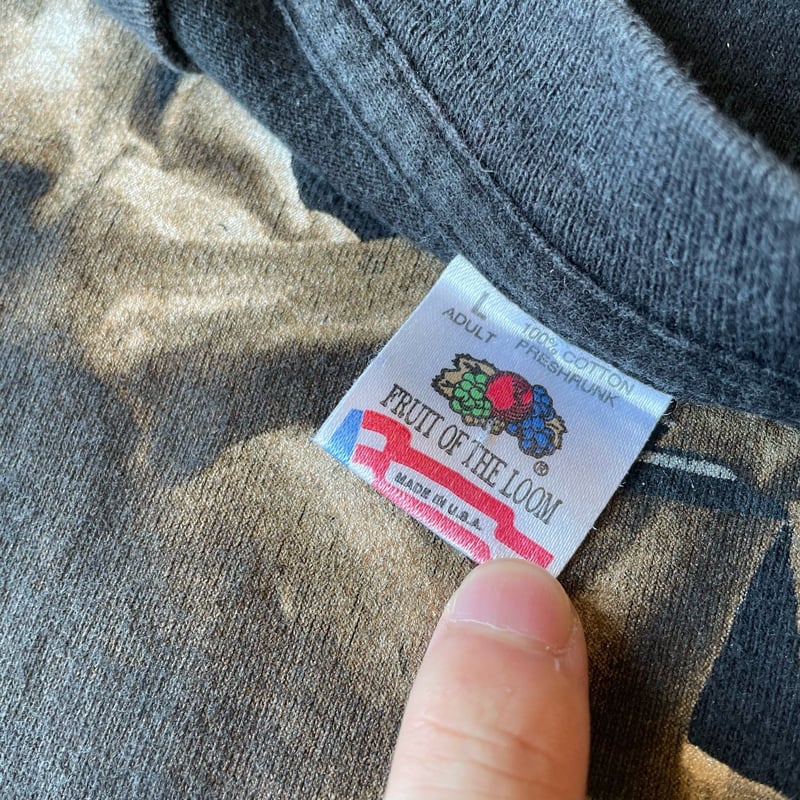 L
ADULT
100% COTTON
PRESHRUNK
FRUIT OF THE LOOM
®
MADE IN U.S.A.